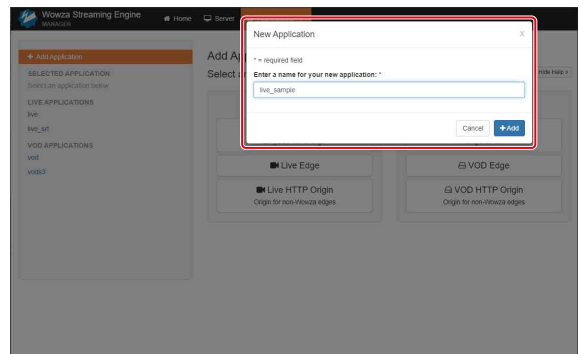 Wowza Streaming Engine
MANAGER
Home
Server
New Application
X
* = required field
Enter a name for your new application: *
live_sample
Cancel
+ Add
+ Add Application
SELECTED APPLICATION
Select an application below
LIVE APPLICATIONS
live
live_srt
VOD APPLICATIONS
vod
vods3
Add Ap
Select a
Hide Help »
Live Edge
VOD Edge
Live HTTP Origin
Origin for non-Wowza edges
VOD HTTP Origin
Origin for non-Wowza edges